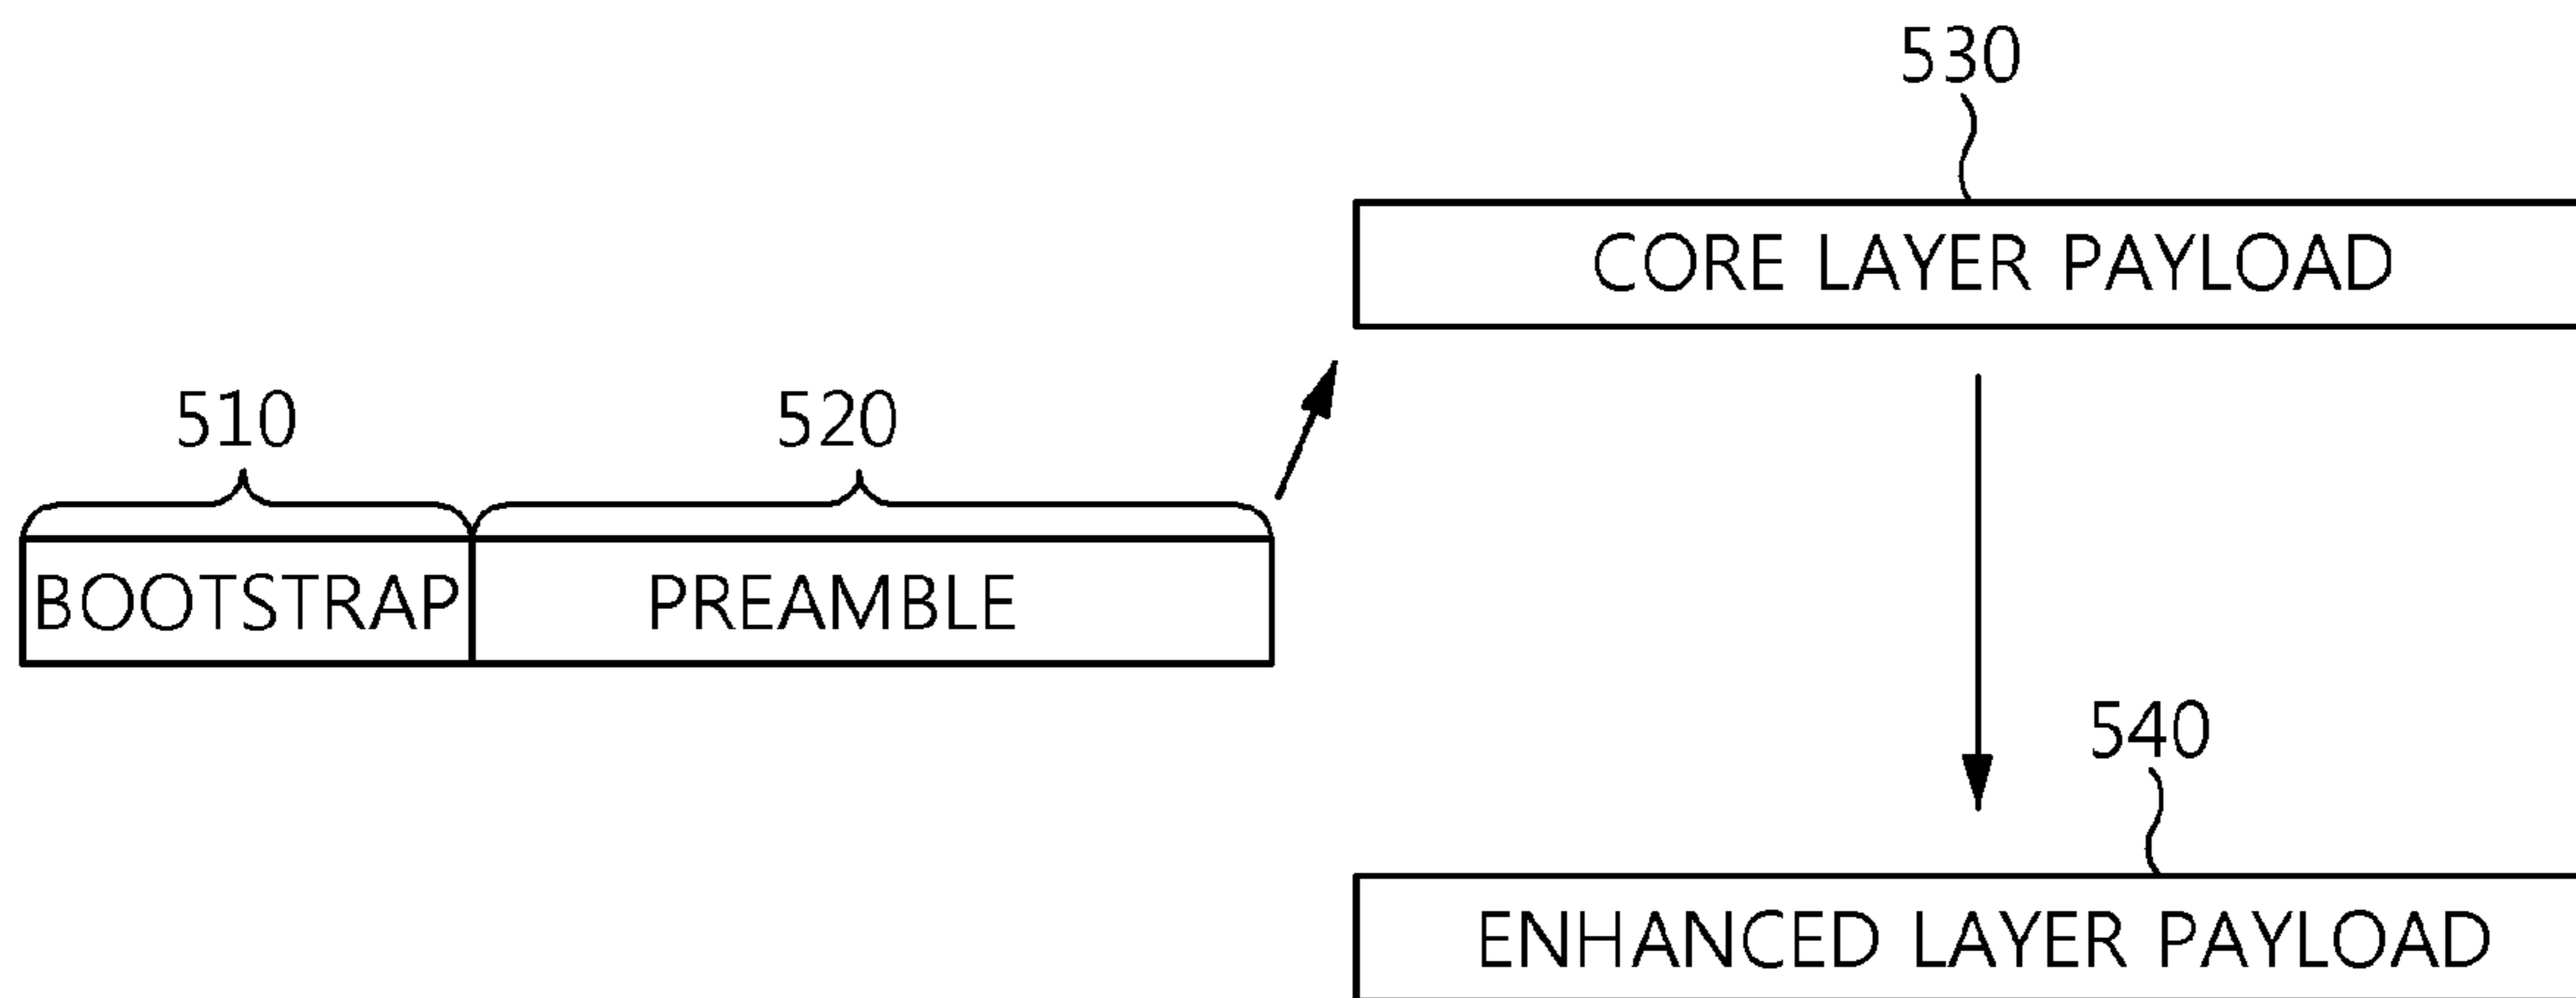 530
CORE LAYER PAYLOAD
510
520
BOOTSTRAP
PREAMBLE
540
ENHANCED LAYER PAYLOAD